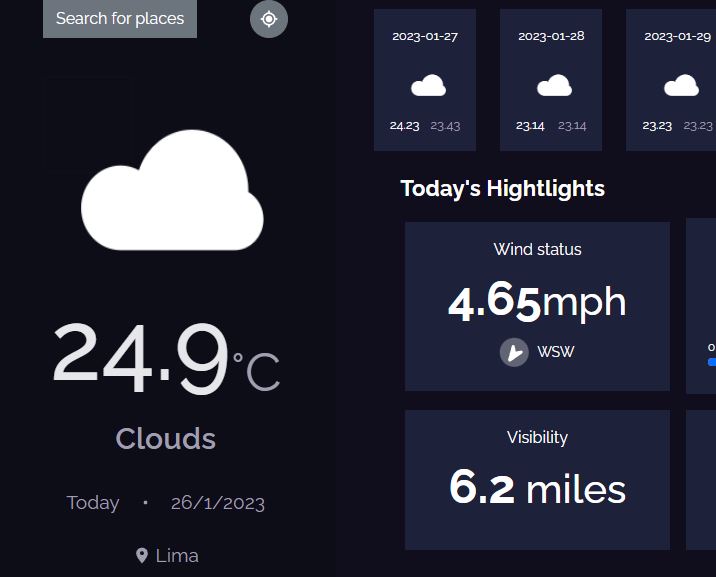 Search for places
24.9°C
Clouds
Today • 26/1/2023
Lima
2023-01-27
24.23 23.43
2023-01-28
23.14 23.14
2023-01-29
23.23 23.23
Today's Hightlights
Wind status
4.65mph
WSW
0
Visibility
6.2 miles